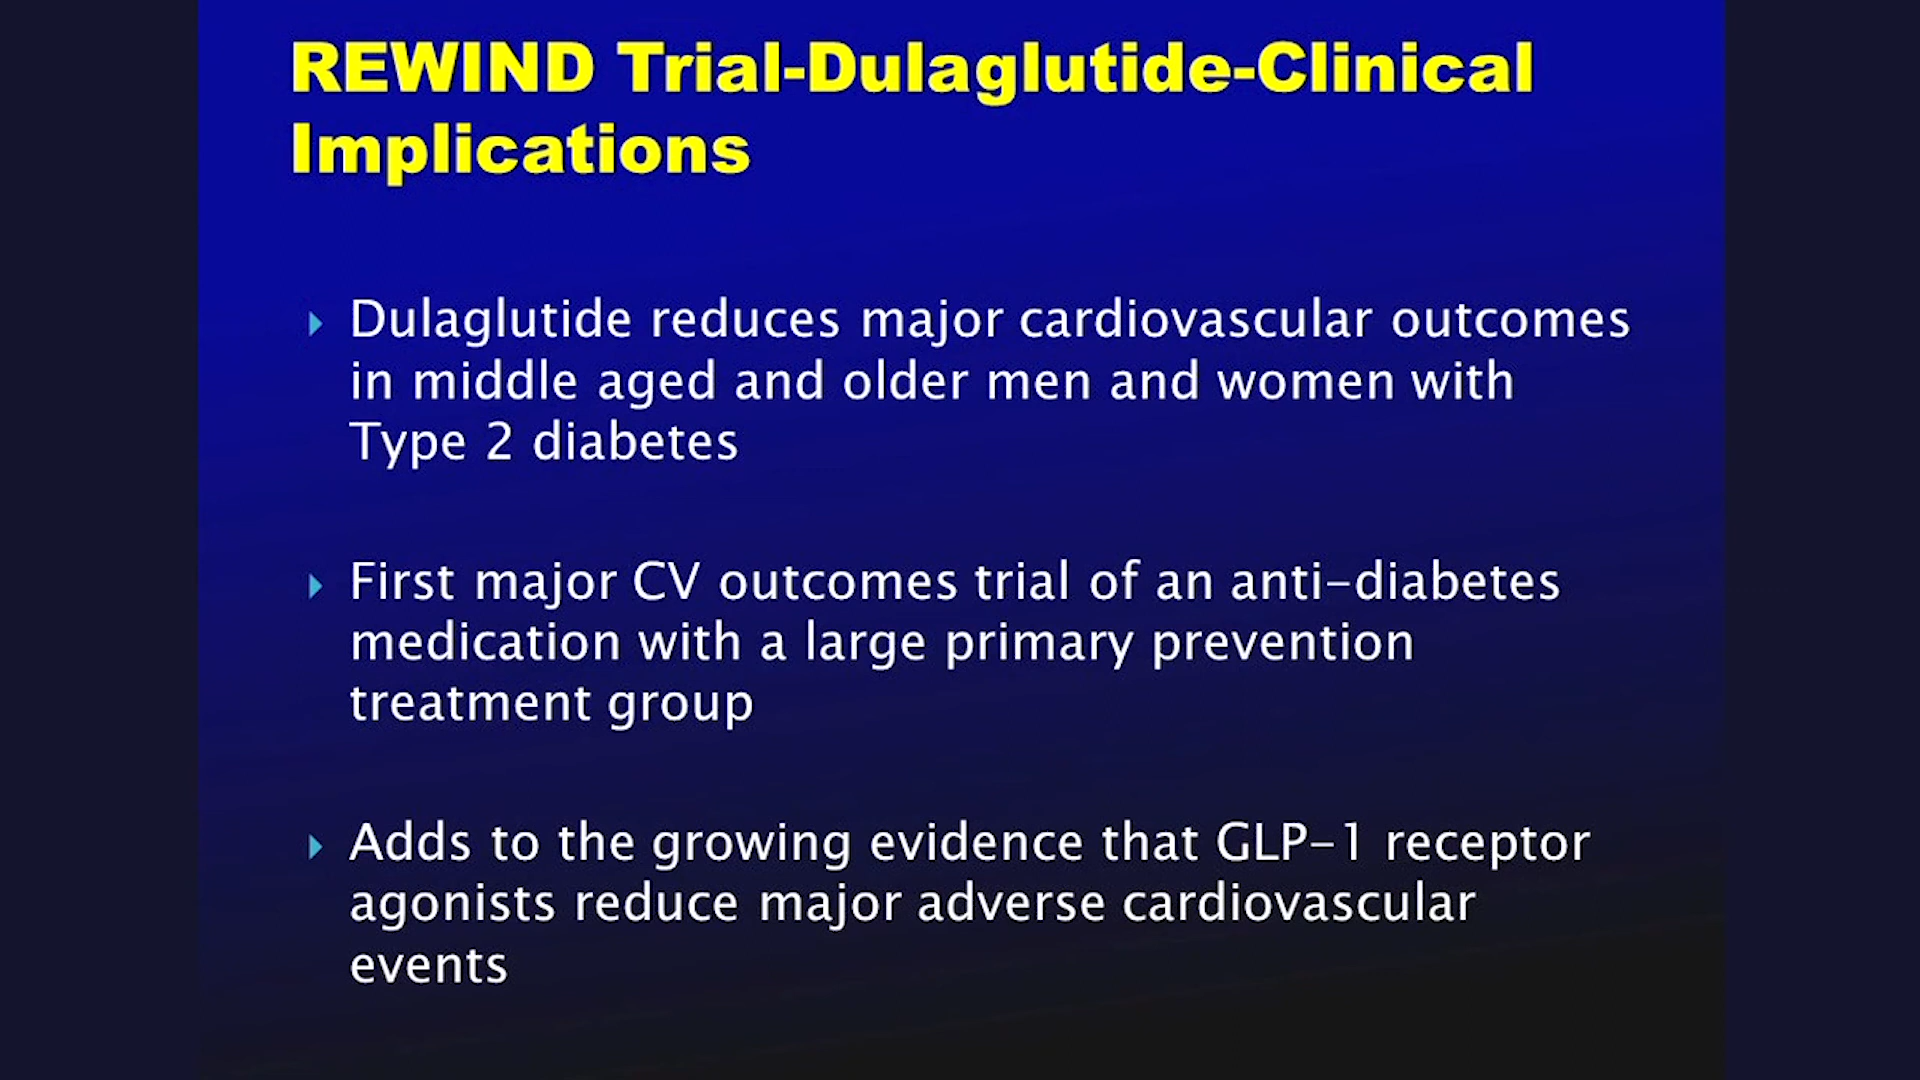 REWIND Trial-Dulaglutide-Clinical
Implications
Dulaglutide reduces major cardiovascular outcomes
in middle aged and older men and women with
Type 2 diabetes
First major CV outcomes trial of an anti-diabetes
medication with a large primary prevention
treatment group
Adds to the growing evidence that GLP-1 receptor
agonists reduce major adverse cardiovascular
events